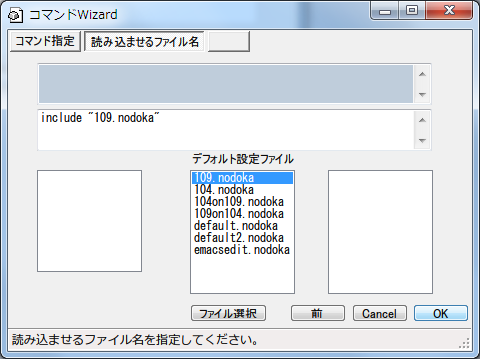 コマンドWizard
コマンド指定
読み込ませるファイル名
include "109.nodoka"
デフォルト設定ファイル
109.nodoka
104.nodoka
104on109.nodoka
109on104.nodoka
default.nodoka
default2.nodoka
emacsedit.nodoka
ファイル選択
前
Cancel
OK
読み込ませるファイル名を指定してください。